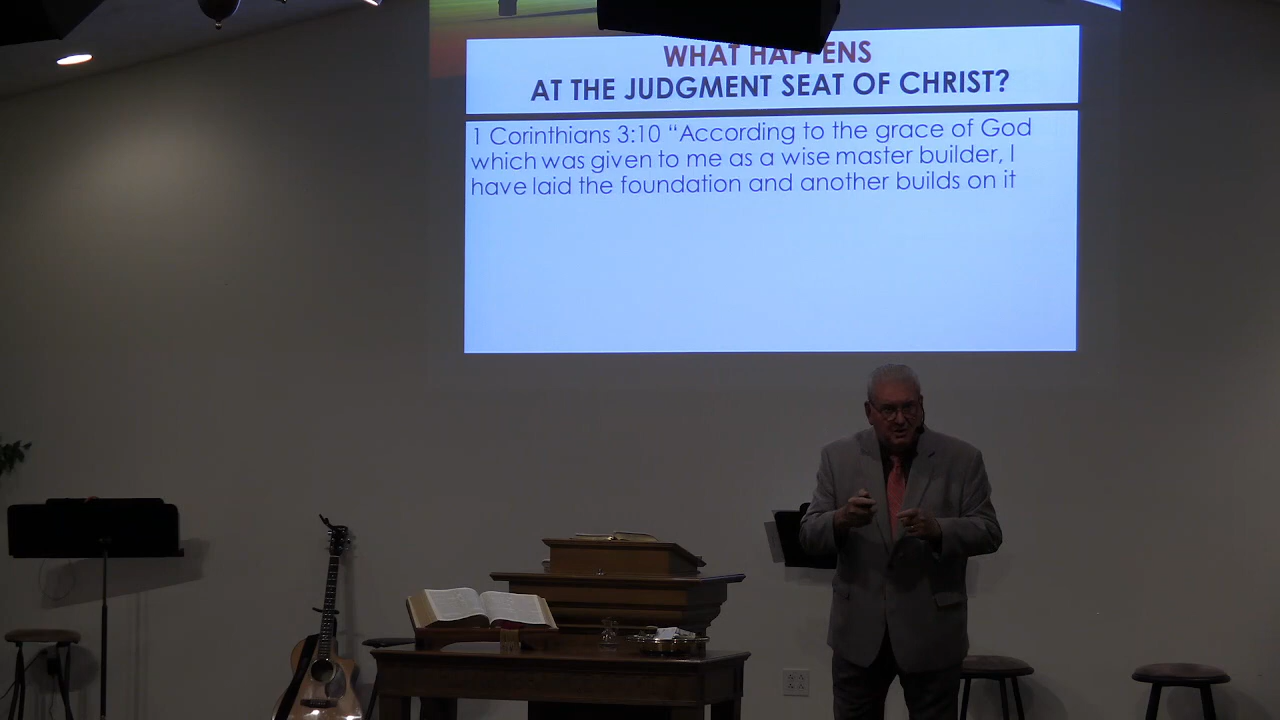 WHAT HAPPENS
AT THE JUDGMENT SEAT OF CHRIST?
1 Corinthians 3:10 “According to the grace of God
which was given to me as a wise master builder, I
have laid the foundation and another builds on it